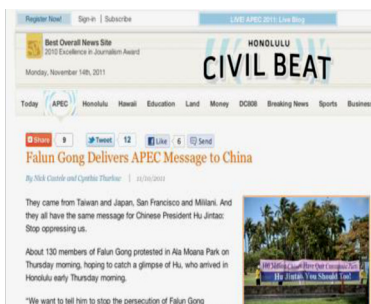 Register Now! Sign-in | Subscribe
LIVE! APEC 2011: Live Blog
Best Overall News Site
2010 Excellence in Journalism Award
Monday, November 14th, 2011
HONOLULU
CIVIL BEAT
Today APEC Honolulu Hawaii Education Land Money DC808 Breaking News Sports Business
Share 9 Tweet 12 Like 6 Send
Falun Gong Delivers APEC Message to China
By Nick Castele and Cynthia Thurlow | 11/10/2011
They came from Taiwan and Japan, San Francisco and Mililani. And
they all have the same message for Chinese President Hu Jintao:
Stop oppressing us.
About 130 members of Falun Gong protested in Ala Moana Park on
Thursday morning, hoping to catch a glimpse of Hu, who arrived in
Honolulu early Thursday morning.
"We want to tell him to stop the persecution of Falun Gong
Hu Jintao You Should Too!